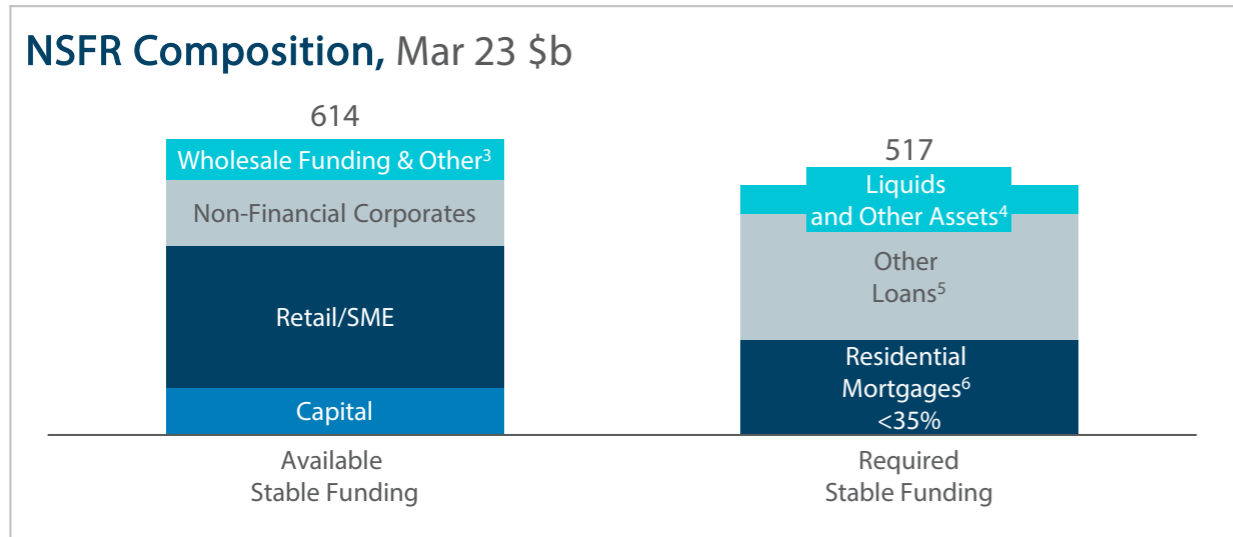 NSFR Composition, Mar 23 $b
614
Wholesale Funding & Other³
Non-Financial Corporates
Retail/SME
Capital
Available
Stable Funding
517
Liquids
and Other Assets⁴
Other
Loans⁵
Residential
Mortgages⁶
<35%
Required
Stable Funding